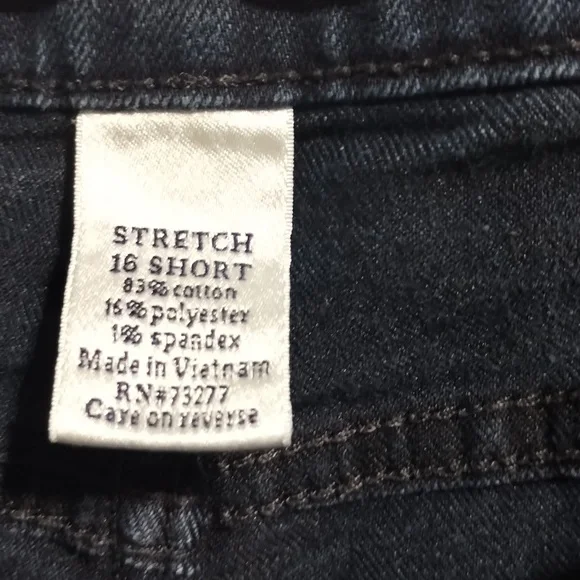 STRETCH
16 SHORT
83% cotton
16% polyester
1% spandex
Made in Vietnam
RN#73277
Care on reverse